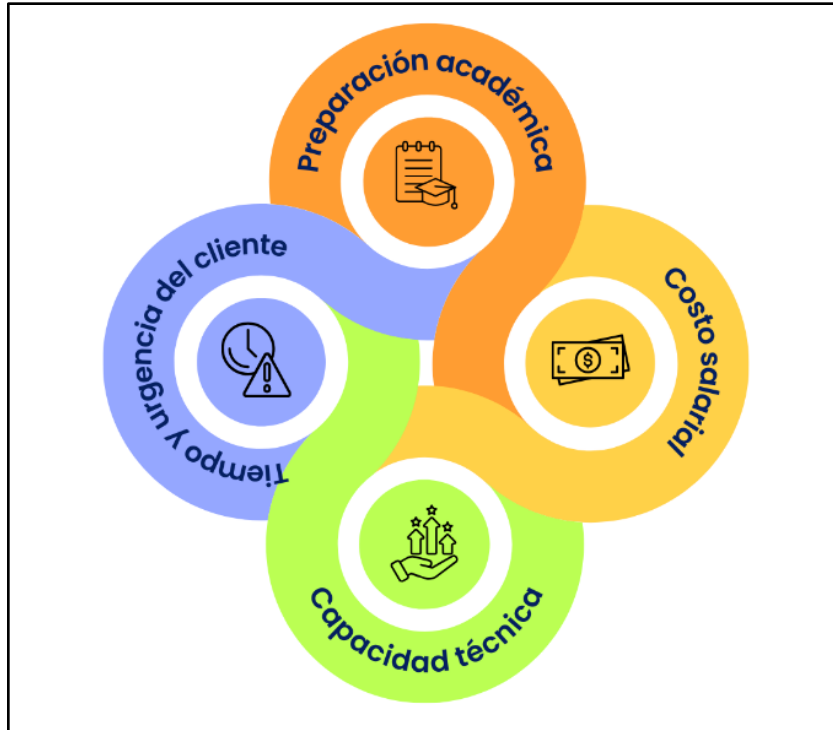 Preparación académica
Costo salarial
Capacidad técnica
Tiempo y urgencia del cliente
$